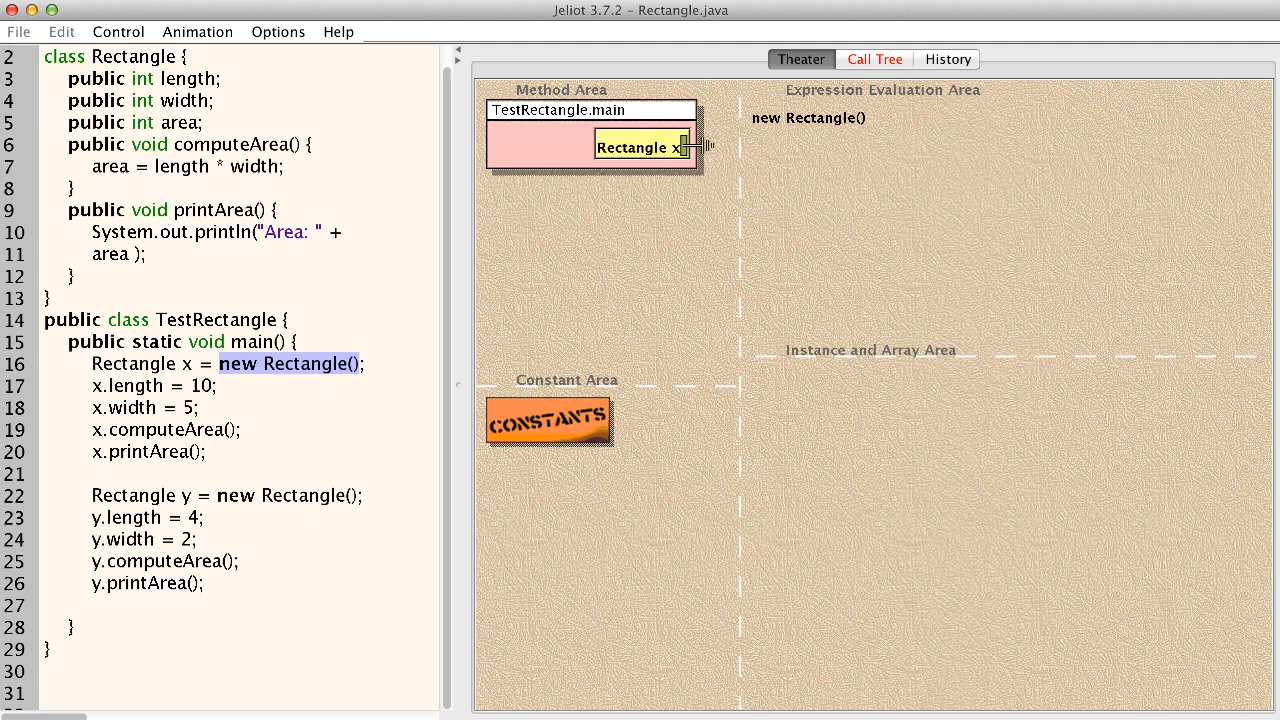 Jeliot 3.7.2 - Rectangle.java
File Edit Control Animation Options Help
2 class Rectangle {
3 public int length;
4 public int width;
5 public int area;
6 public void computeArea() {
7 area = length * width;
8 }
9 public void printArea() {
10 System.out.println("Area: " +
11 area );
12 }
13 }
14 public class TestRectangle {
15 public static void main() {
16 Rectangle x = new Rectangle();
17 x.length = 10;
18 x.width = 5;
19 x.computeArea();
20 x.printArea();
21
22 Rectangle y = new Rectangle();
23 y.length = 4;
24 y.width = 2;
25 y.computeArea();
26 y.printArea();
27
28 }
29 }
30
31
Theater Call Tree History
Method Area
TestRectangle.main
Rectangle x
Expression Evaluation Area
new Rectangle()
Instance and Array Area
Constant Area
CONSTANTS